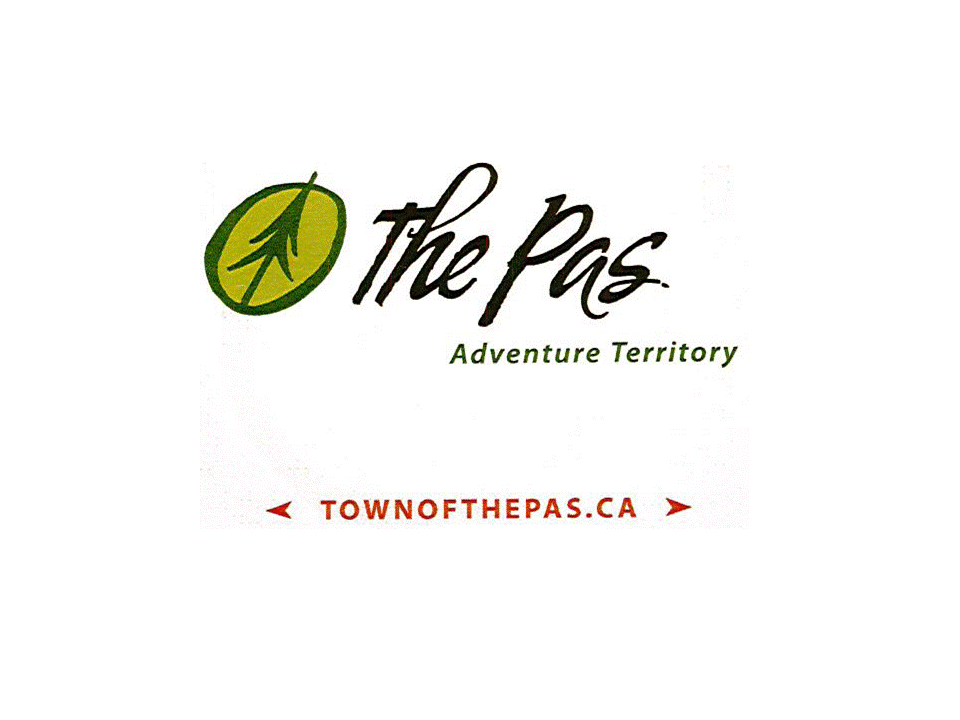 The Pas
Adventure Territory
TOWNOFTHEPAS.CA